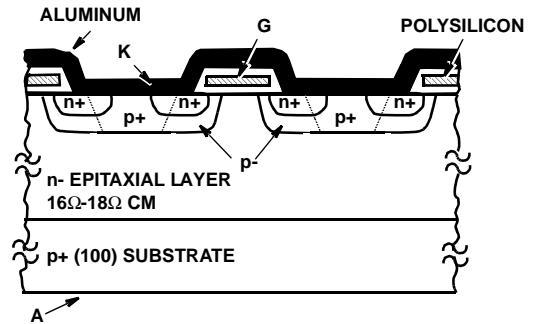 ALUMINUM
K
G
POLYSILICON
n+ n+ n+ n+
p+ p+
p-
n- EPITAXIAL LAYER
16Ω-18Ω CM
p+ (100) SUBSTRATE
A